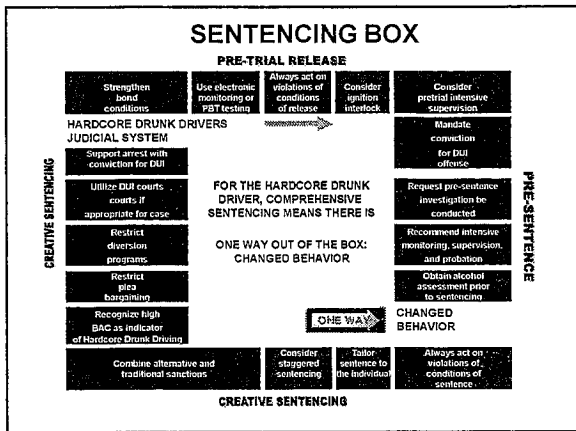 SENTENCING BOX
PRE-TRIAL RELEASE
Strengthen
bond
conditions
Use electronic
monitoring or
PBT testing
Always act on
violations of
conditions
of release
Consider
ignition
interlock
Consider
pretrial intensive
supervision
HARDCORE DRUNK DRIVERS
JUDICIAL SYSTEM
Mandate
conviction
for DUI
offense
CREATIVE SENTENCING
Support arrest with
conviction for DUI
Utilize DUI courts
courts if
appropriate for case
Restrict
diversion
programs
Restrict
plea
bargaining
Recognize high
BAC as indicator
of Hardcore Drunk Driving
FOR THE HARDCORE DRUNK
DRIVER, COMPREHENSIVE
SENTENCING MEANS THERE IS
ONE WAY OUT OF THE BOX:
CHANGED BEHAVIOR
Request pre-sentence
investigation be
conducted
Recommend intensive
monitoring, supervision,
and probation
Obtain alcohol
assessment prior
to sentencing
PRE-SENTENCE
ONE WAY
CHANGED
BEHAVIOR
Combine alternative and
traditional sanctions
Consider
staggered
sentencing
Tailor
sentence to
the individual
Always act on
violations of
conditions of
sentence
CREATIVE SENTENCING